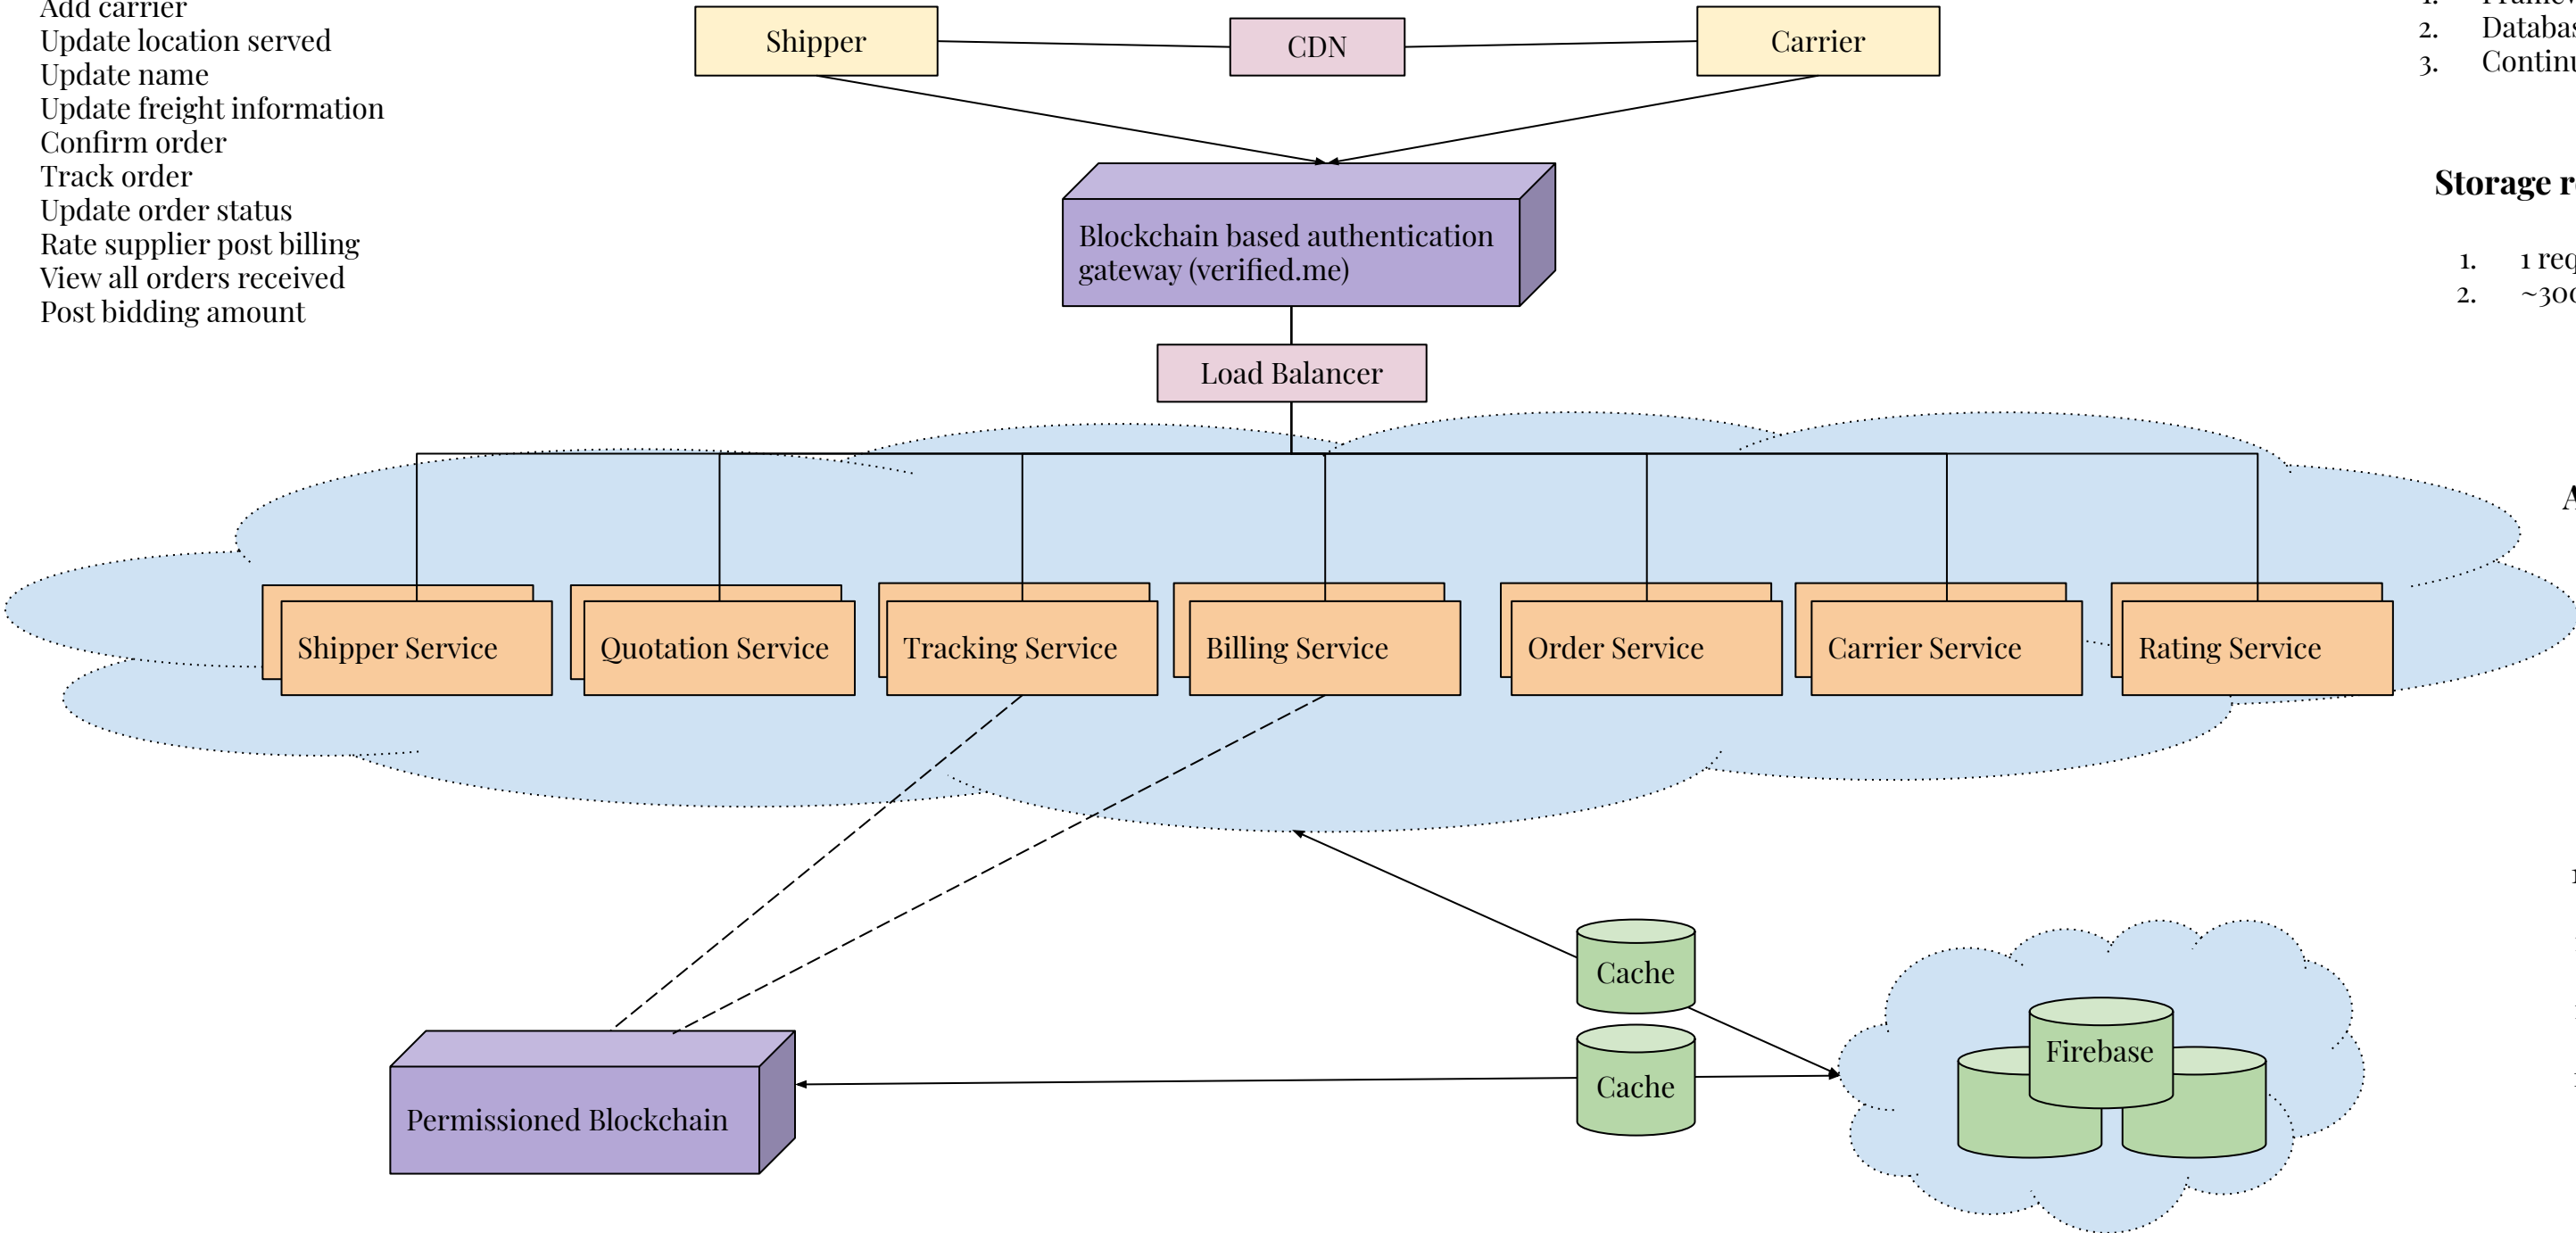 Add carrier
Update location served
Update name
Update freight information
Confirm order
Track order
Update order status
Rate supplier post billing
View all orders received
Post bidding amount
Shipper
CDN
Carrier
Blockchain based authentication
gateway (verified.me)
Load Balancer
Shipper Service
Quotation Service
Tracking Service
Billing Service
Order Service
Carrier Service
Rating Service
Cache
Cache
Firebase
Permissioned Blockchain
2.
3.
Storage
1. 1
2.